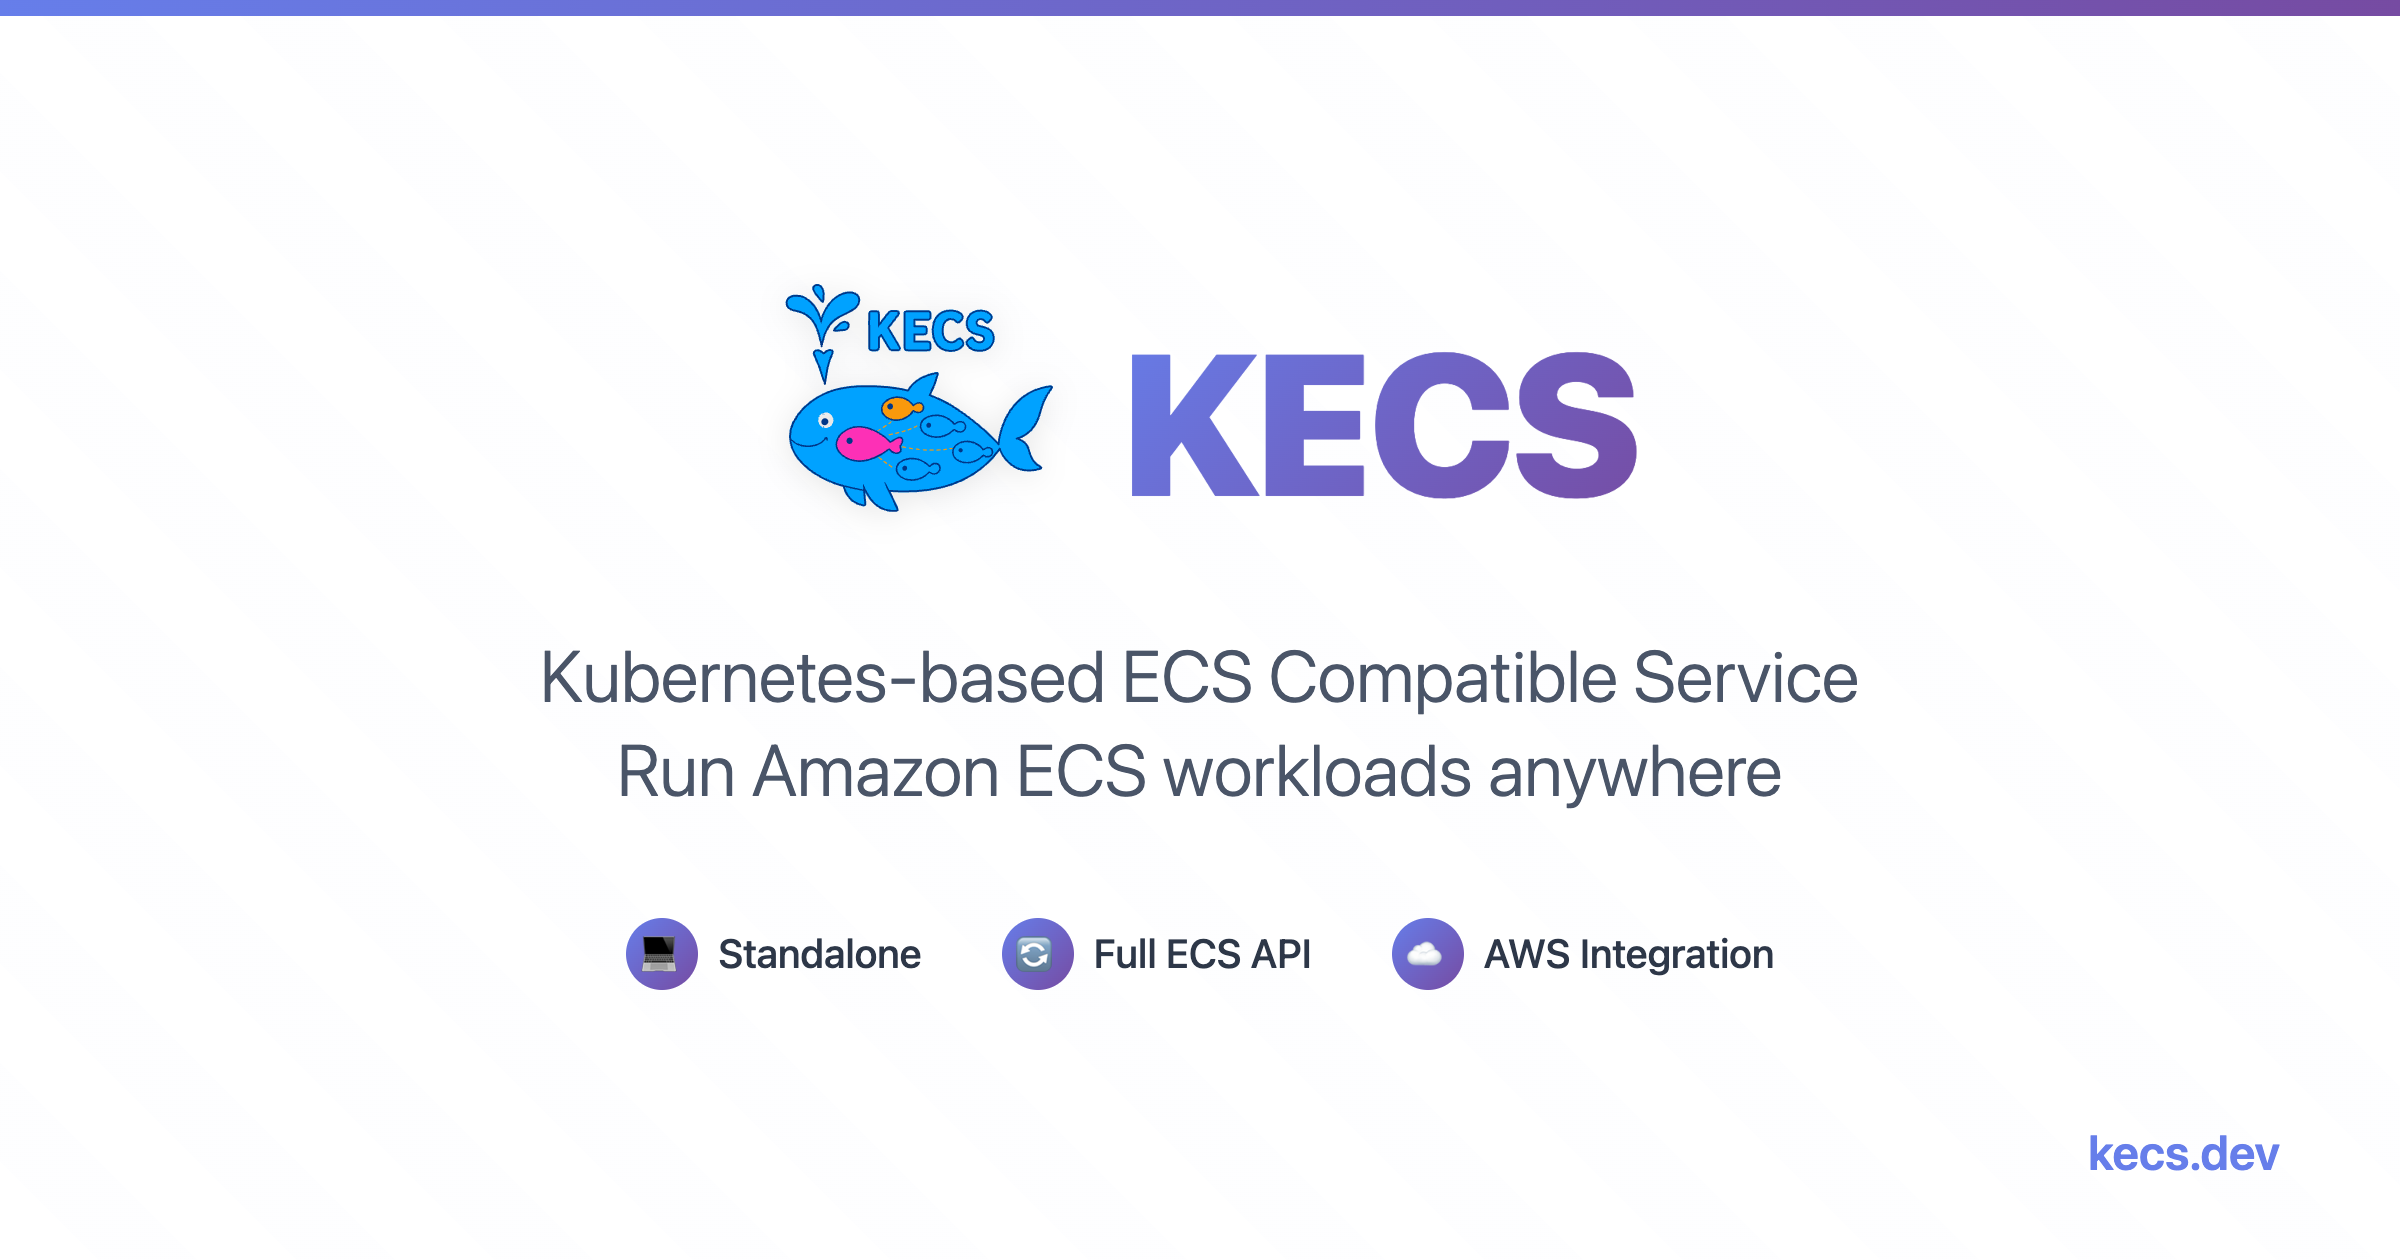 KECS
KECS
Kubernetes-based ECS Compatible Service
Run Amazon ECS workloads anywhere
Standalone
Full ECS API
AWS Integration
kecs.dev